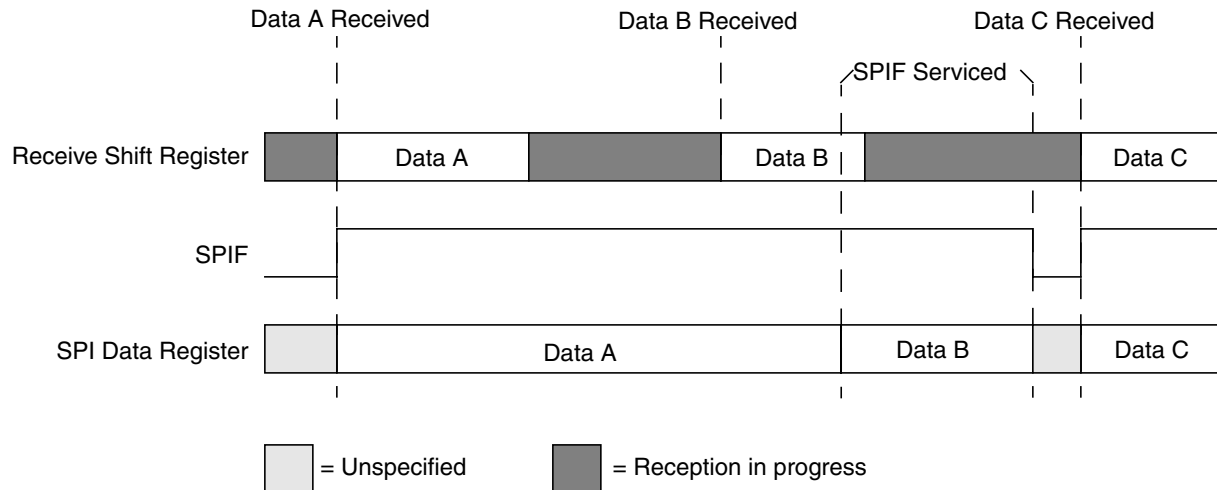 Data A Received
Data B Received
Data C Received
SPIF Serviced
Receive Shift Register
Data A
Data B
Data C
SPIF
SPI Data Register
Data A
Data B
Data C
= Unspecified
= Reception in progress